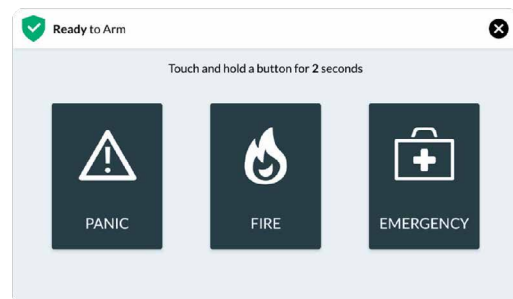 Ready to Arm
Touch and hold a button for 2 seconds
PANIC
FIRE
EMERGENCY